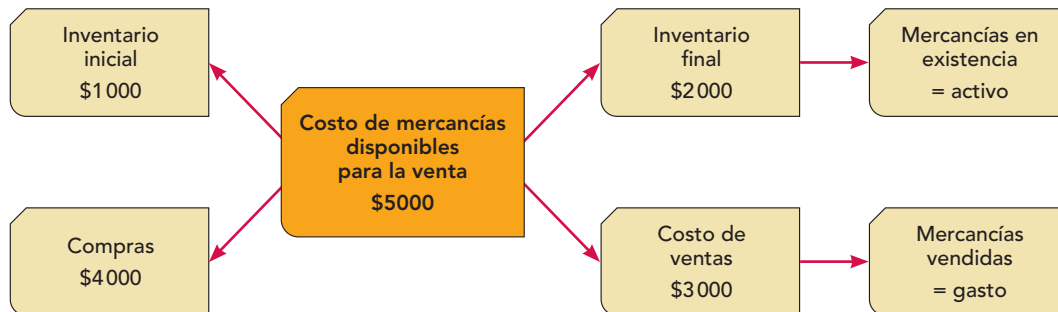 Inventario
inicial
$1000
Compras
$4000
Costo de mercancías
disponibles
para la venta
$5000
Inventario
final
$2000
Mercancías en
existencia
= activo
Costo de
ventas
$3000
Mercancías
vendidas
= gasto